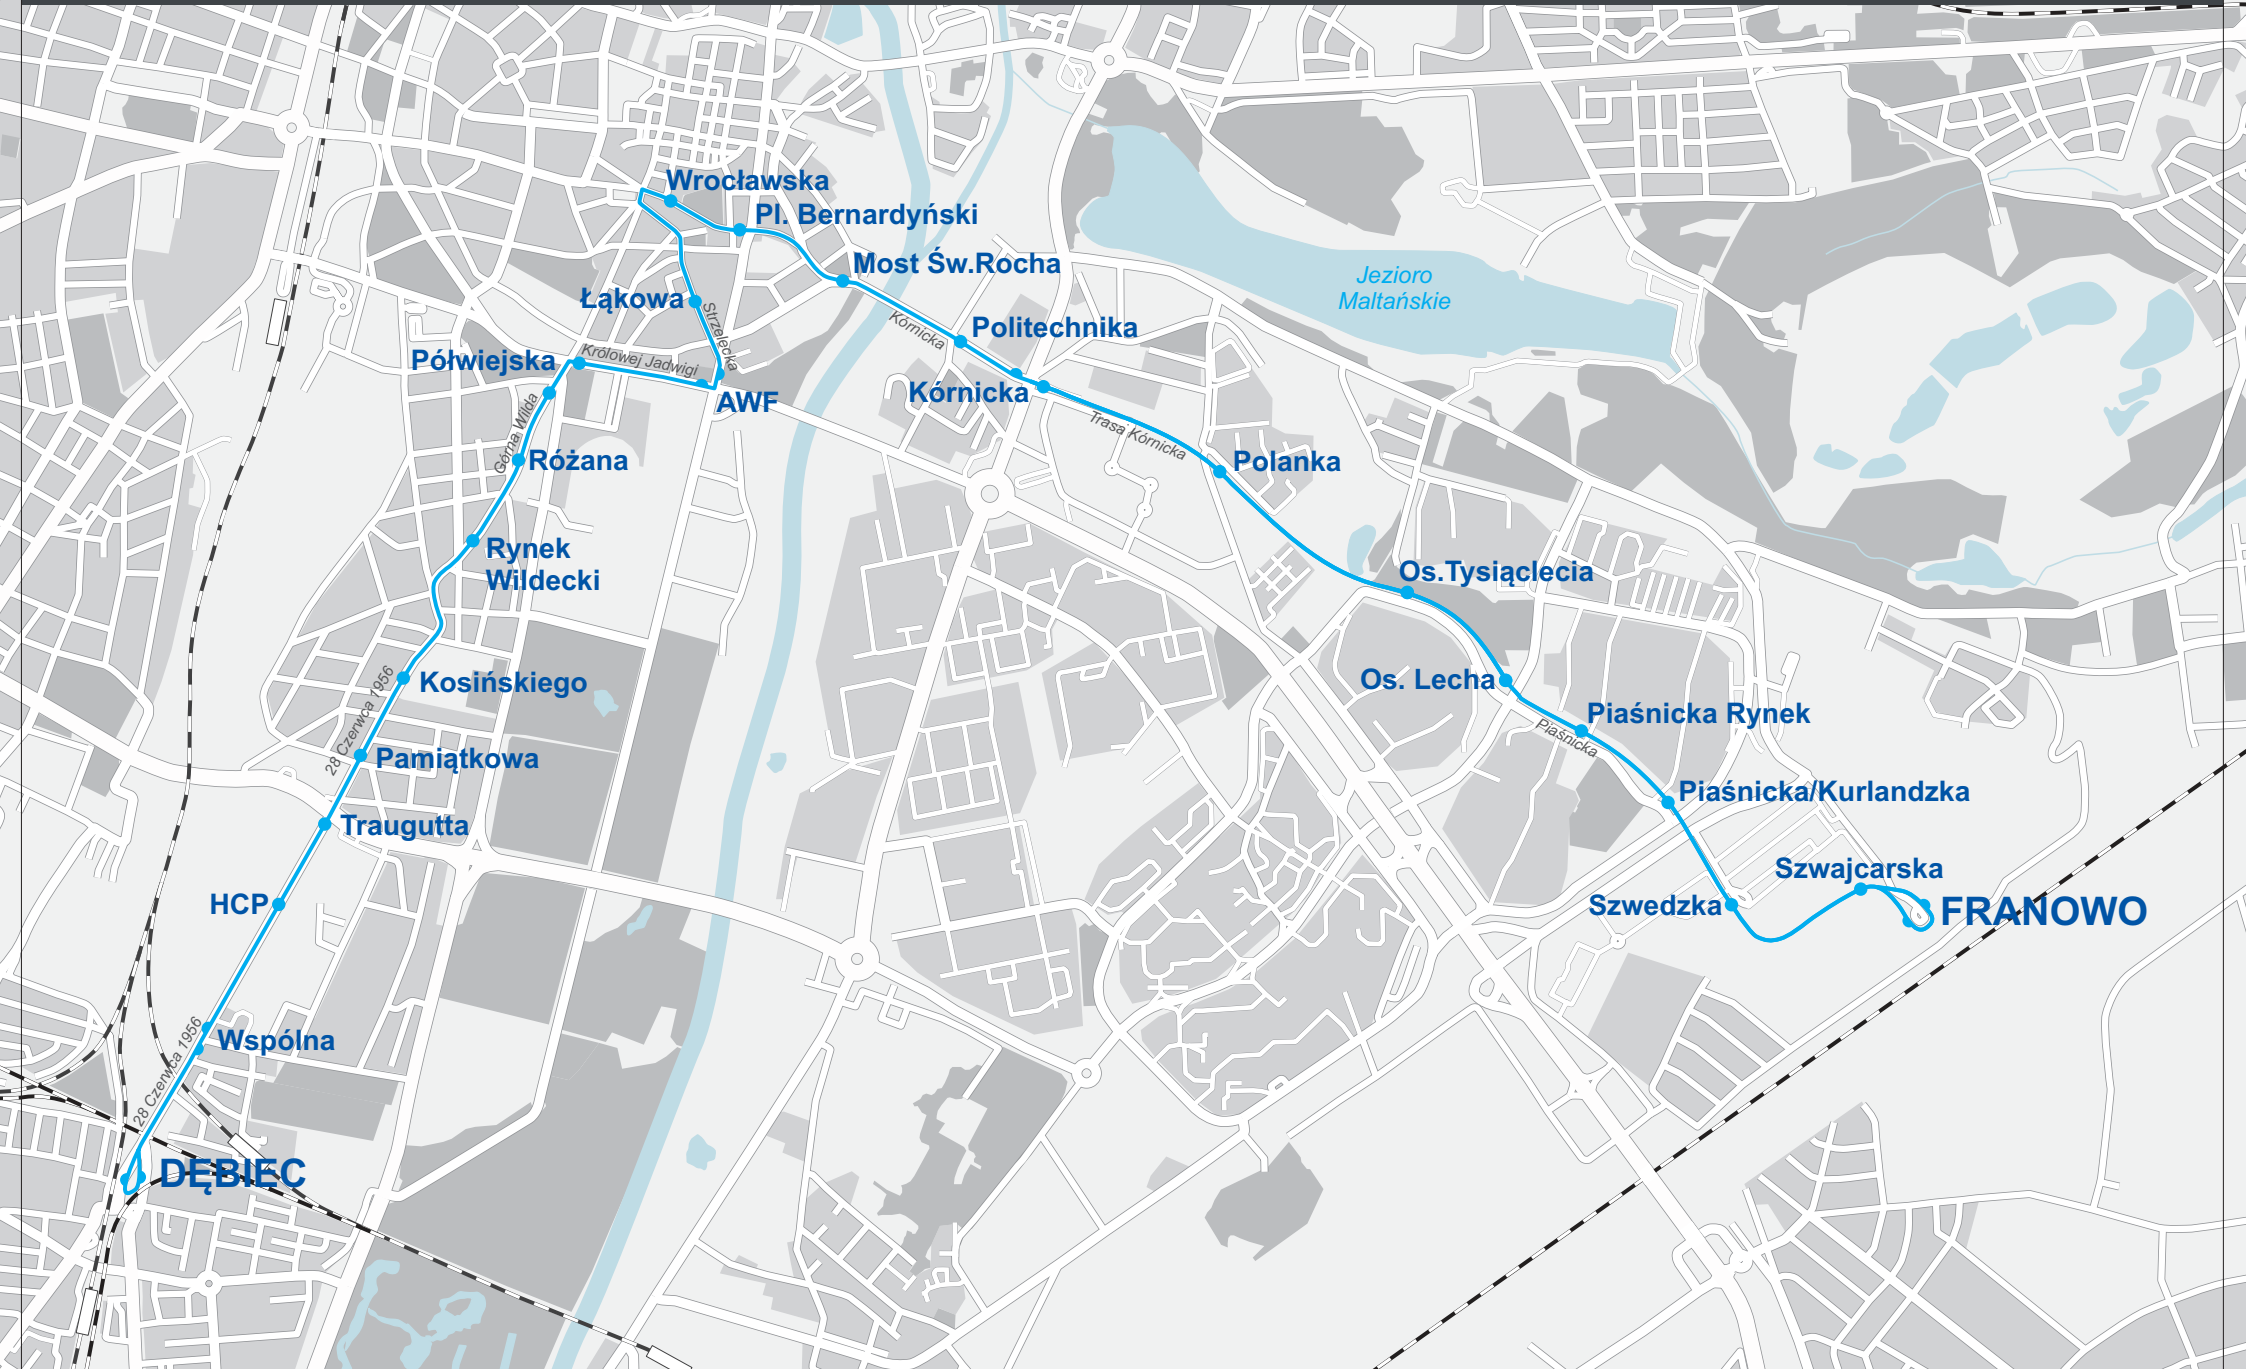 Wrocławska
Pl. Bernardyński
Most Św.Rocha
Jezioro
Maltańskie
Łąkowa
Strzelecka
Kórnicka
Politechnika
Królowej Jadwigi
Półwiejska
Kórnicka
AWF
Górna Wilda
Trasa Kórnicka
Różana
Polanka
Rynek
Wildecki
Os.Tysiąclecia
Kosińskiego
Os. Lecha
28 Czerwca 1956
Piaśnicka Rynek
Piaśnicka
Pamiątkowa
Piaśnicka/Kurlandzka
Traugutta
Szwajcarska
HCP
Szwedzka
FRANOWO
Wspólna
28 Czerwca 1956
DĘBIEC